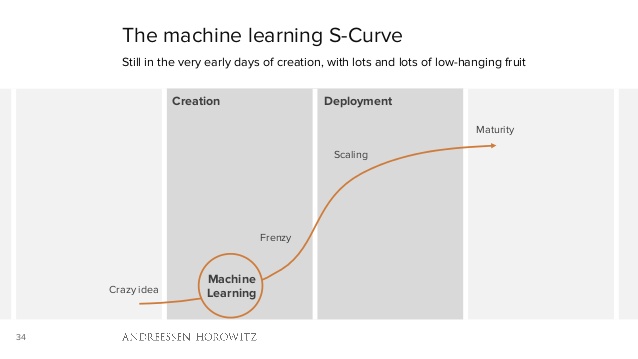 The machine learning S-Curve
Still in the very early days of creation, with lots and lots of low-hanging fruit
Creation
Deployment
Maturity
Scaling
Frenzy
Machine
Learning
Crazy idea
34
ANDREESSEN HOROWITZ